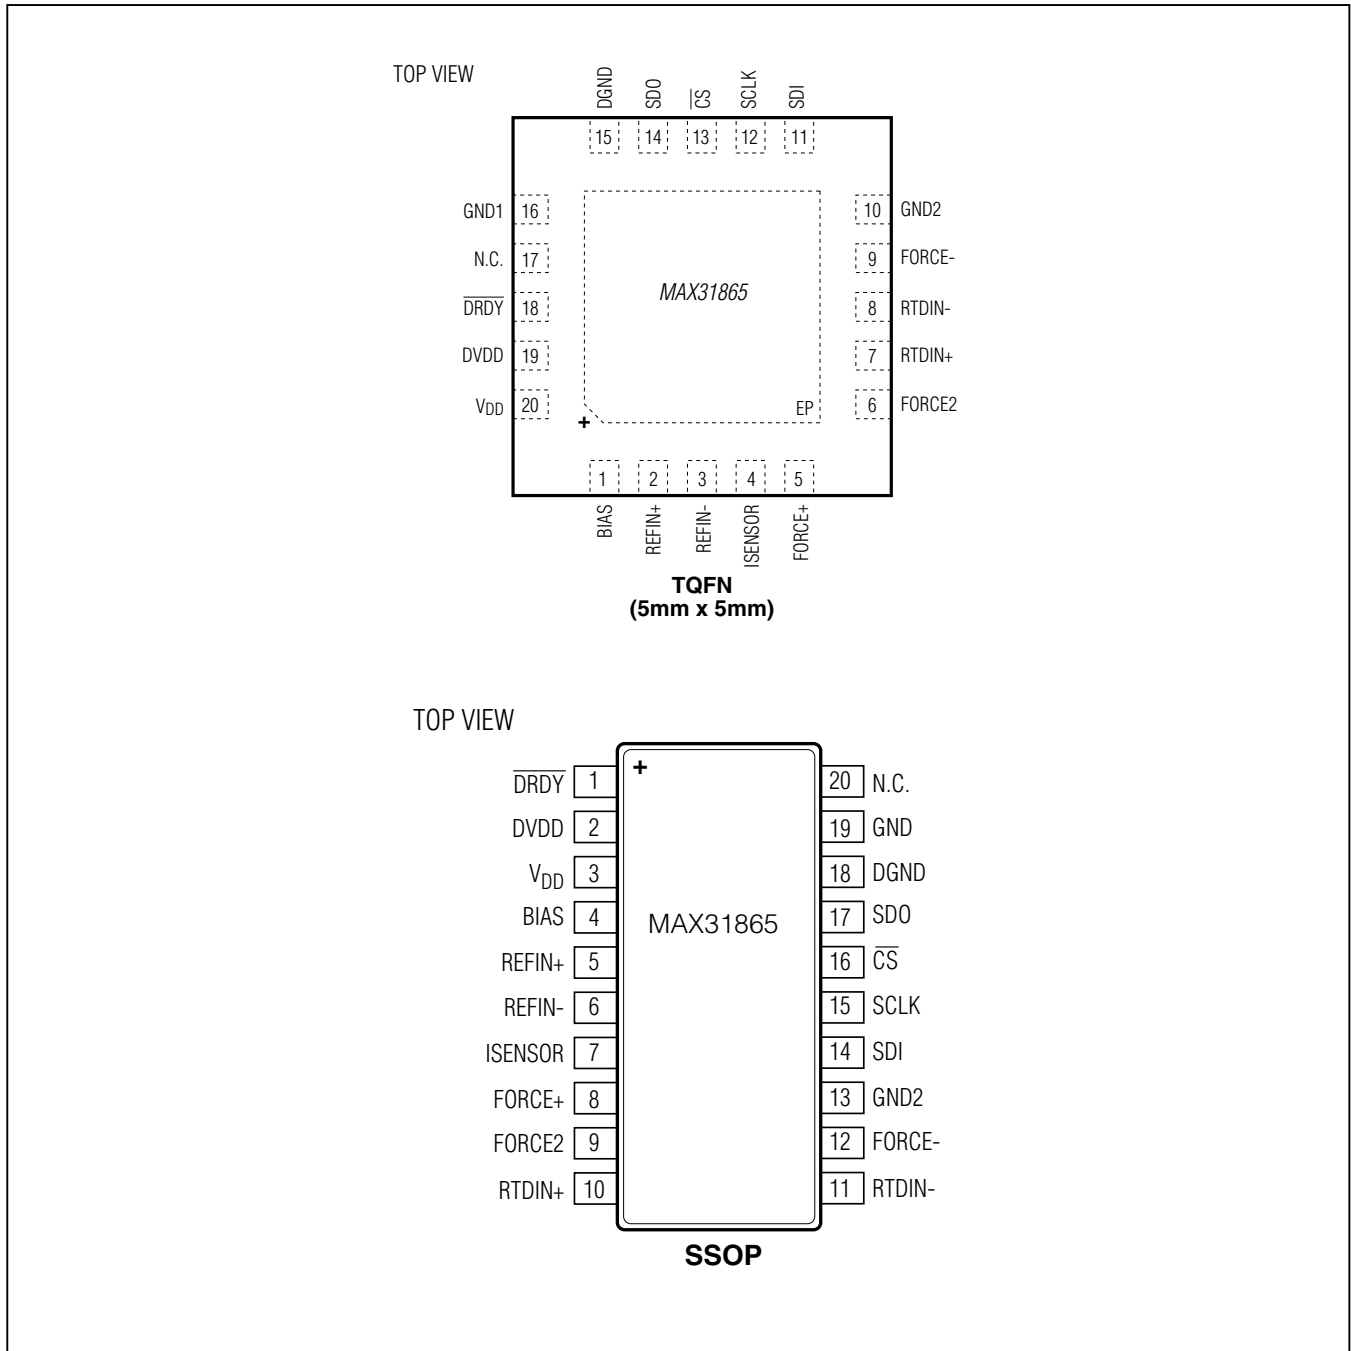 TOP VIEW
DGND
SDO
C̅S̅
SCLK
SDI
15
14
13
12
11
GND1 16
10 GND2
N.C. 17
9 FORCE-
D̅R̅D̅Y̅ 18
MAX31865
8 RTDIN-
DVDD 19
7 RTDIN+
VDD 20
EP
6 FORCE2
+
1
2
3
4
5
BIAS
REFIN+
REFIN-
ISENSOR
FORCE+
TQFN
(5mm x 5mm)
TOP VIEW
+
D̅R̅D̅Y̅ 1
20 N.C.
DVDD 2
19 GND
VDD 3
18 DGND
BIAS 4
MAX31865
17 SDO
REFIN+ 5
16 C̅S̅
REFIN- 6
15 SCLK
ISENSOR 7
14 SDI
FORCE+ 8
13 GND2
FORCE2 9
12 FORCE-
RTDIN+ 10
11 RTDIN-
SSOP